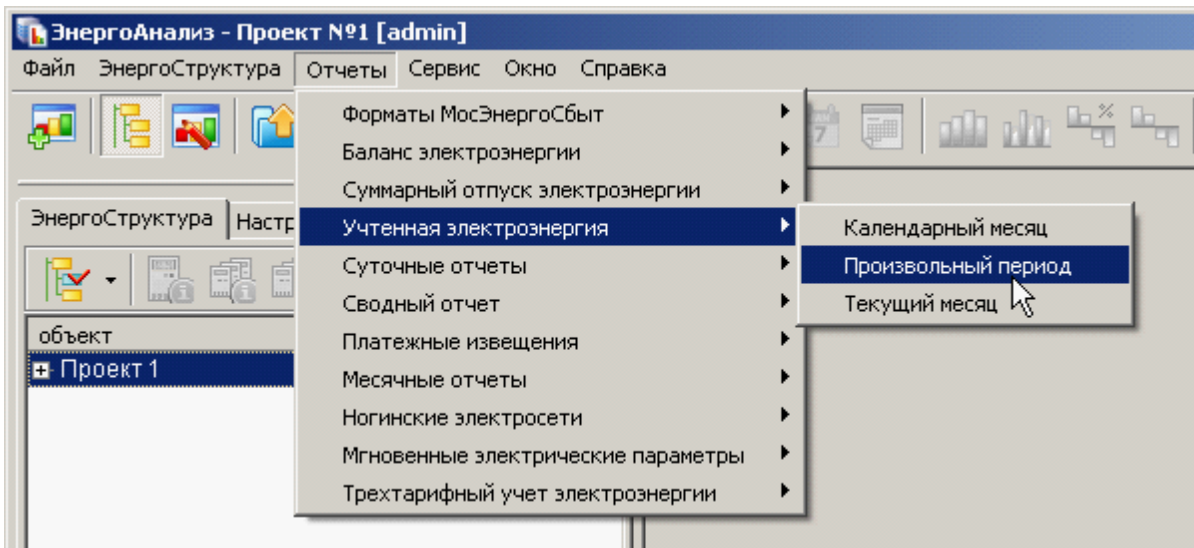 ЭнергоАнализ - Проект №1 [admin]
Файл ЭнергоСтруктура Отчеты Сервис Окно Справка
Форматы МосЭнергоСбыт
7
%
Баланс электроэнергии
Суммарный отпуск электроэнергии
ЭнергоСтруктура Настр
Учтенная электроэнергия
Календарный месяц
Суточные отчеты
Произвольный период
Сводный отчет
Текущий месяц
объект
Платежные извещения
Проект 1
Месячные отчеты
Ногинские электросети
Мгновенные электрические параметры
Трехтарифный учет электроэнергии